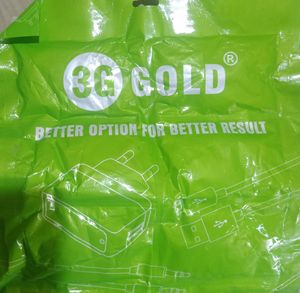 3G GOLD®
BETTER OPTION FOR BETTER RESULT